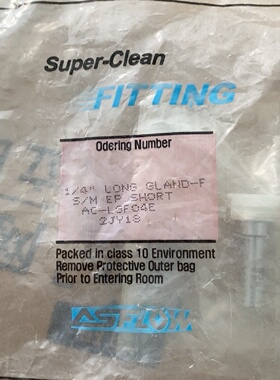 Super-Clean
FITTING
Odering Number
1/4" LONG GLAND-F
S/M EP SHORT
AC-LGF04E
2JY13
Packed in class 10 Environment
Remove Protective Outer bag
Prior to Entering Room
ASFLOW